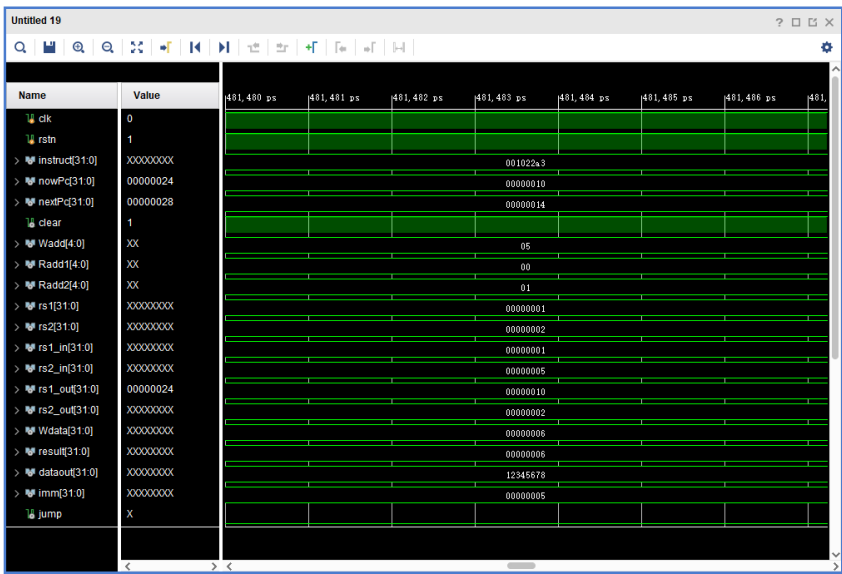 Untitled 19
?
Name Value 481,480 ps 481,481 ps 481,482 ps 481,483 ps 481,484 ps 481,485 ps 481,486 ps 481,
clk 0
rstn 1
instruct[31:0] XXXXXXXX 001022a3
nowPc[31:0] 00000024 00000010
nextPc[31:0] 00000028 00000014
clear 1
Wadd[4:0] XX 05
Radd1[4:0] XX 00
Radd2[4:0] XX 01
rs1[31:0] XXXXXXXX 00000001
rs2[31:0] XXXXXXXX 00000002
rs1_in[31:0] XXXXXXXX 00000001
rs2_in[31:0] XXXXXXXX 00000005
rs1_out[31:0] 00000024 00000010
rs2_out[31:0] XXXXXXXX 00000002
Wdata[31:0] XXXXXXXX 00000006
result[31:0] XXXXXXXX 00000006
dataout[31:0] XXXXXXXX 12345678
imm[31:0] XXXXXXXX 00000005
jump X